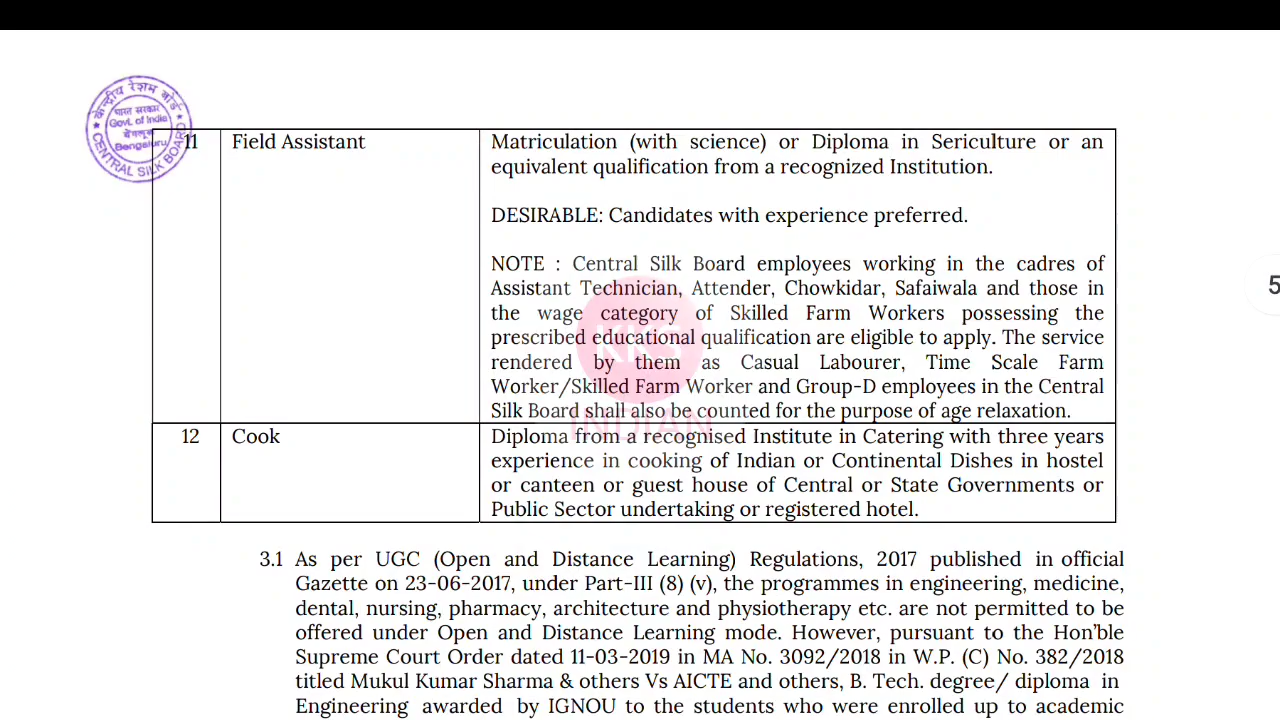 केन्द्रीय रेशम बोर्ड
भारत सरकार
Govt. of India
बेंगलूरु
Bengaluru
CENTRAL SILK BOARD
11 Field Assistant Matriculation (with science) or Diploma in Sericulture or an
equivalent qualification from a recognized Institution.
DESIRABLE: Candidates with experience preferred.
NOTE : Central Silk Board employees working in the cadres of
Assistant Technician, Attender, Chowkidar, Safaiwala and those in
the wage category of Skilled Farm Workers possessing the
prescribed educational qualification are eligible to apply. The service
rendered by them as Casual Labourer, Time Scale Farm
Worker/Skilled Farm Worker and Group-D employees in the Central
Silk Board shall also be counted for the purpose of age relaxation.
KKS
INDIAN
12 Cook Diploma from a recognised Institute in Catering with three years
experience in cooking of Indian or Continental Dishes in hostel
or canteen or guest house of Central or State Governments or
Public Sector undertaking or registered hotel.
5
3.1 As per UGC (Open and Distance Learning) Regulations, 2017 published in official
Gazette on 23-06-2017, under Part-III (8) (v), the programmes in engineering, medicine,
dental, nursing, pharmacy, architecture and physiotherapy etc. are not permitted to be
offered under Open and Distance Learning mode. However, pursuant to the Hon'ble
Supreme Court Order dated 11-03-2019 in MA No. 3092/2018 in W.P. (C) No. 382/2018
titled Mukul Kumar Sharma & others Vs AICTE and others, B. Tech. degree/ diploma in
Engineering awarded by IGNOU to the students who were enrolled up to academic